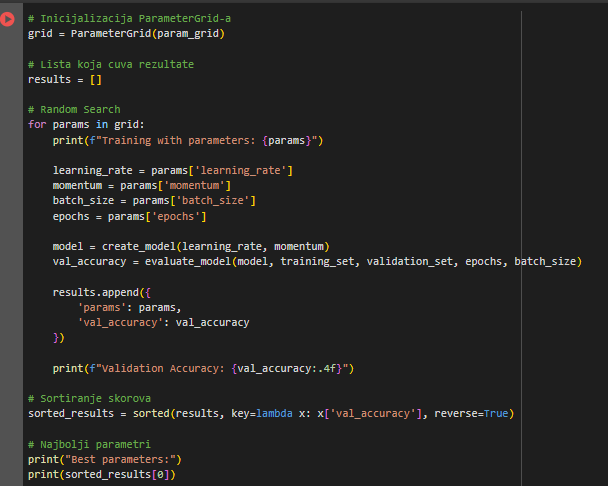 # Inicijalizacija ParameterGrid-a
grid = ParameterGrid(param_grid)
# Lista koja cuva rezultate
results = []
# Random Search
for params in grid:
    print(f"Training with parameters: {params}")
    learning_rate = params['learning_rate']
    momentum = params['momentum']
    batch_size = params['batch_size']
    epochs = params['epochs']
    model = create_model(learning_rate, momentum)
    val_accuracy = evaluate_model(model, training_set, validation_set, epochs, batch_size)
    results.append({
        'params': params,
        'val_accuracy': val_accuracy
    })
    print(f"Validation Accuracy: {val_accuracy:.4f}")
# Sortiranje skorova
sorted_results = sorted(results, key=lambda x: x['val_accuracy'], reverse=True)
# Najbolji parametri
print("Best parameters:")
print(sorted_results[0])